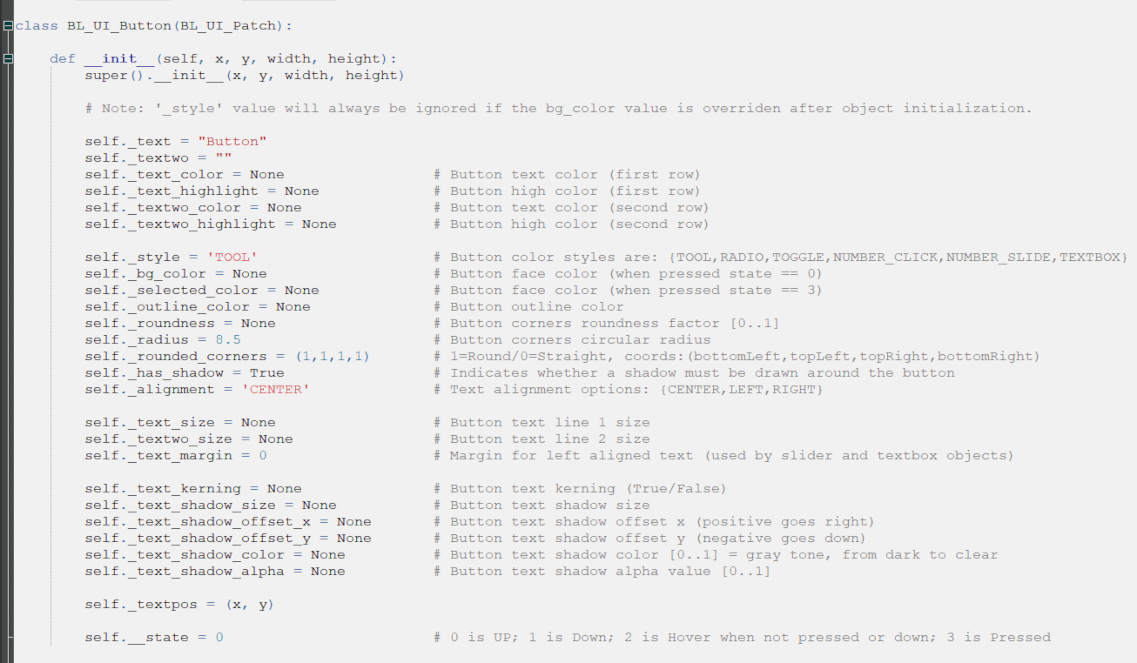 class BL_UI_Button(BL_UI_Patch):
def __init__(self, x, y, width, height):
super().__init__(x, y, width, height)
# Note: '_style' value will always be ignored if the bg_color value is overriden after object initialization.
self._text = "Button"
self._textwo = ""
self._text_color = None # Button text color (first row)
self._text_highlight = None # Button high color (first row)
self._textwo_color = None # Button text color (second row)
self._textwo_highlight = None # Button high color (second row)
self._style = 'TOOL' # Button color styles are: {TOOL,RADIO,TOGGLE,NUMBER_CLICK,NUMBER_SLIDE,TEXTBOX}
self._bg_color = None # Button face color (when pressed state == 0)
self._selected_color = None # Button face color (when pressed state == 3)
self._outline_color = None # Button outline color
self._roundness = None # Button corners roundness factor [0..1]
self._radius = 8.5 # Button corners circular radius
self._rounded_corners = (1,1,1,1) # 1=Round/0=Straight, coords:(bottomLeft,topLeft,topRight,bottomRight)
self._has_shadow = True # Indicates whether a shadow must be drawn around the button
self._alignment = 'CENTER' # Text alignment options: {CENTER,LEFT,RIGHT}
self._text_size = None # Button text line 1 size
self._textwo_size = None # Button text line 2 size
self._text_margin = 0 # Margin for left aligned text (used by slider and textbox objects)
self._text_kerning = None # Button text kerning (True/False)
self._text_shadow_size = None # Button text shadow size
self._text_shadow_offset_x = None # Button text shadow offset x (positive goes right)
self._text_shadow_offset_y = None # Button text shadow offset y (negative goes down)
self._text_shadow_color = None # Button text shadow color [0..1] = gray tone, from dark to clear
self._text_shadow_alpha = None # Button text shadow alpha value [0..1]
self._textpos = (x, y)
self.__state = 0 # 0 is UP; 1 is Down; 2 is Hover when not pressed or down; 3 is Pressed